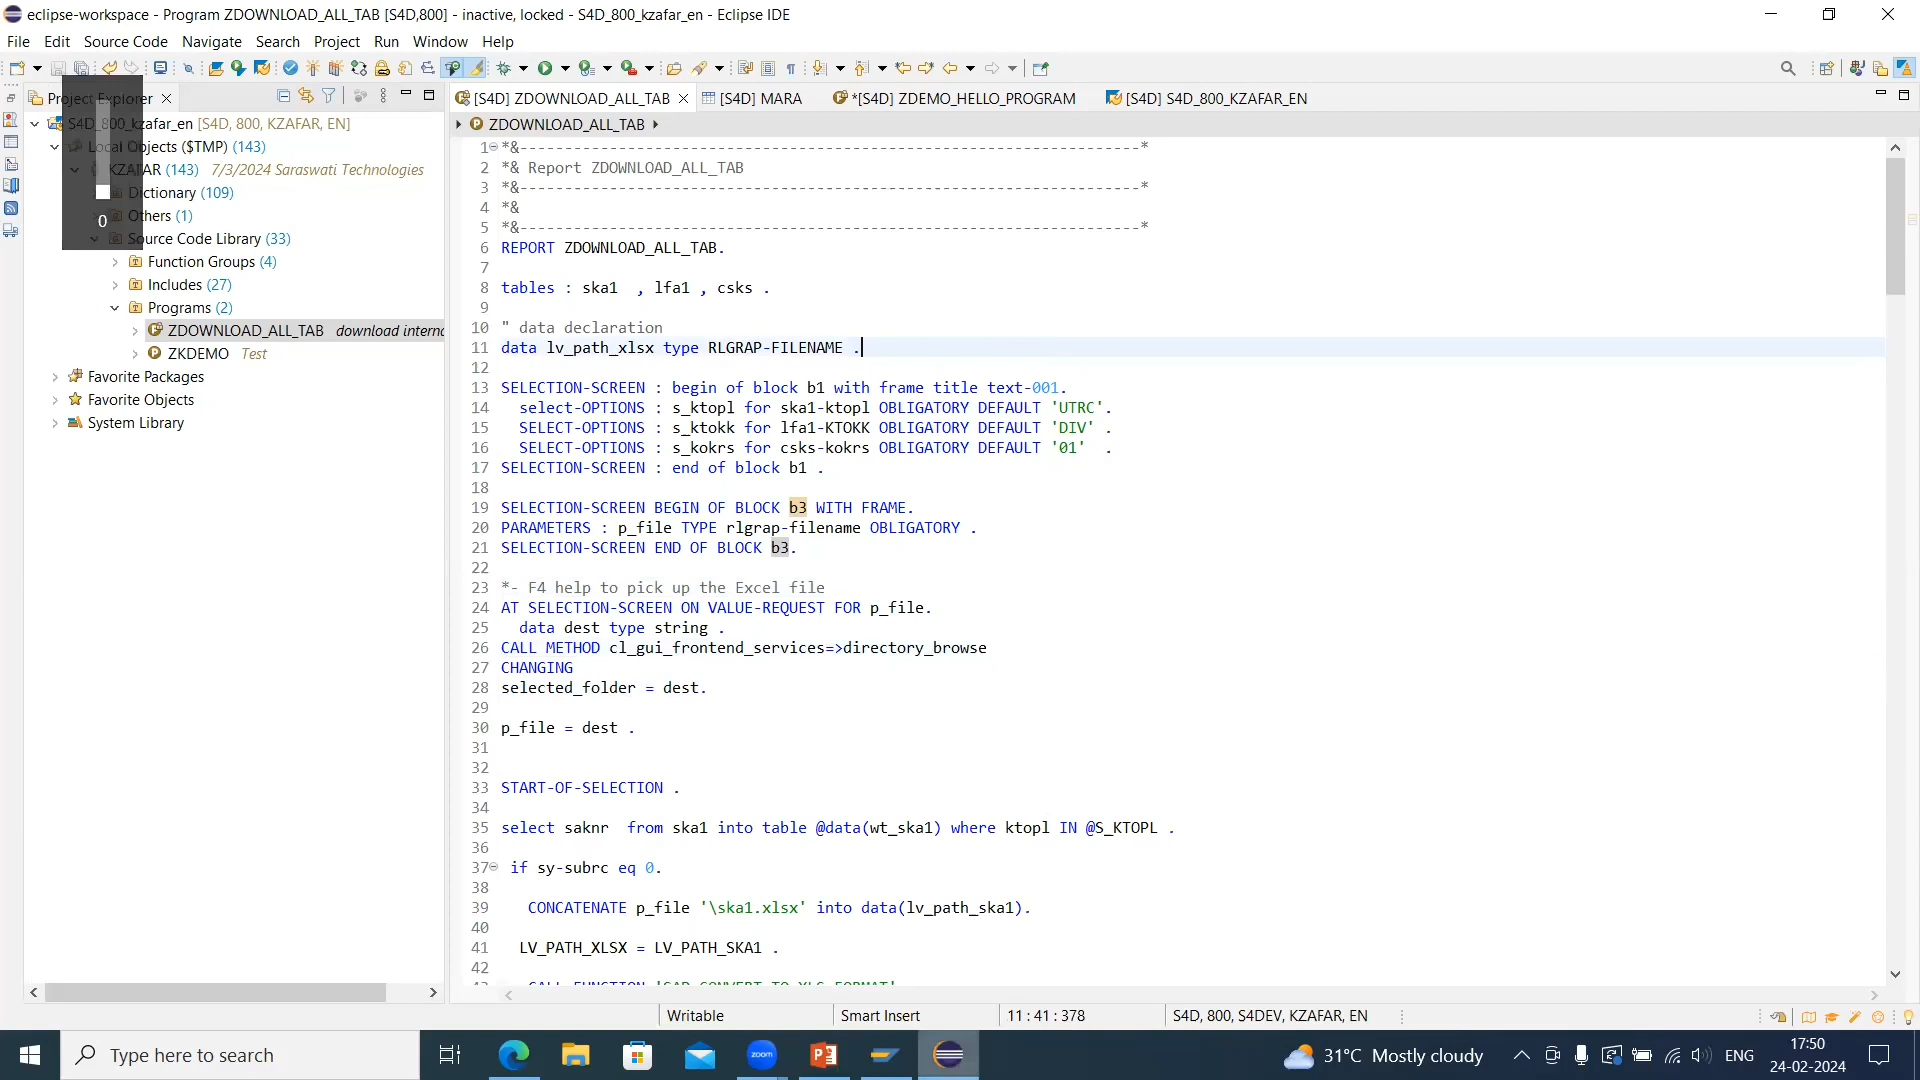 eclipse-workspace - Program ZDOWNLOAD_ALL_TAB [S4D,800] - inactive, locked - S4D_800_kzafar_en - Eclipse IDE
File Edit Source Code Navigate Search Project Run Window Help
Project Explorer
[S4D] ZDOWNLOAD_ALL_TAB [S4D] MARA *[S4D] ZDEMO_HELLO_PROGRAM [S4D] S4D_800_KZAFAR_EN
S4D_800_kzafar_en [S4D, 800, KZAFAR, EN]
Local Objects ($TMP) (143)
KZAFAR (143) 7/3/2024 Saraswati Technologies
Dictionary (109)
Others (1)
0
Source Code Library (33)
Function Groups (4)
Includes (27)
Programs (2)
ZDOWNLOAD_ALL_TAB download interna
ZKDEMO Test
Favorite Packages
Favorite Objects
System Library
ZDOWNLOAD_ALL_TAB
1 *&---------------------------------------------------------------------*
2 *& Report ZDOWNLOAD_ALL_TAB
3 *&---------------------------------------------------------------------*
4 *&
5 *&---------------------------------------------------------------------*
6 REPORT ZDOWNLOAD_ALL_TAB.
7
8 tables : ska1 , lfa1 , csks .
9
10 " data declaration
11 data lv_path_xlsx type RLGRAP-FILENAME .
12
13 SELECTION-SCREEN : begin of block b1 with frame title text-001.
14 select-OPTIONS : s_ktopl for ska1-ktopl OBLIGATORY DEFAULT 'UTRC'.
15 SELECT-OPTIONS : s_ktokk for lfa1-KTOKK OBLIGATORY DEFAULT 'DIV' .
16 SELECT-OPTIONS : s_kokrs for csks-kokrs OBLIGATORY DEFAULT '01' .
17 SELECTION-SCREEN : end of block b1 .
18
19 SELECTION-SCREEN BEGIN OF BLOCK b3 WITH FRAME.
20 PARAMETERS : p_file TYPE rlgrap-filename OBLIGATORY .
21 SELECTION-SCREEN END OF BLOCK b3.
22
23 *- F4 help to pick up the Excel file
24 AT SELECTION-SCREEN ON VALUE-REQUEST FOR p_file.
25 data dest type string .
26 CALL METHOD cl_gui_frontend_services=>directory_browse
27 CHANGING
28 selected_folder = dest.
29
30 p_file = dest .
31
32
33 START-OF-SELECTION .
34
35 select saknr from ska1 into table @data(wt_ska1) where ktopl IN @S_KTOPL .
36
37 if sy-subrc eq 0.
38
39 CONCATENATE p_file '\ska1.xlsx' into data(lv_path_ska1).
40
41 LV_PATH_XLSX = LV_PATH_SKA1 .
42
Writable Smart Insert 11 : 41 : 378 S4D, 800, S4DEV, KZAFAR, EN
Type here to search
zoom
31°C Mostly cloudy
ENG
17:50
24-02-2024